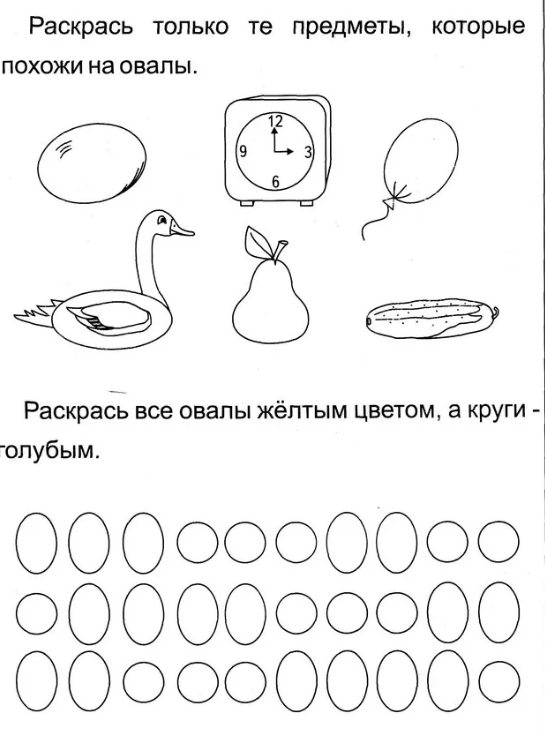 Раскрась только те предметы, которые
похожи на овалы.
12
9 3
6
Раскрась все овалы жёлтым цветом, а круги -
голубым.